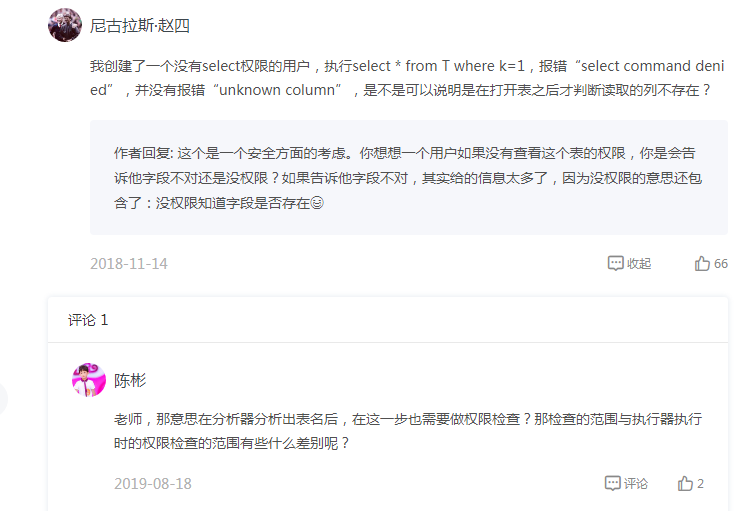 尼古拉斯·赵四
我创建了一个没有select权限的用户，执行select * from T where k=1，报错“select command deni
ed”，并没有报错“unknown column”，是不是可以说明是在打开表之后才判断读取的列不存在？
作者回复: 这个是一个安全方面的考虑。你想想一个用户如果没有查看这个表的权限，你是会告
诉他字段不对还是没权限？如果告诉他字段不对，其实给的信息太多了，因为没权限的意思还包
含了：没权限知道字段是否存在😄
2018-11-14 收起 66
评论 1
陈彬
老师，那意思在分析器分析出表名后，在这一步也需要做权限检查？那检查的范围与执行器执行
时的权限检查的范围有些什么差别呢？
2019-08-18 评论 2